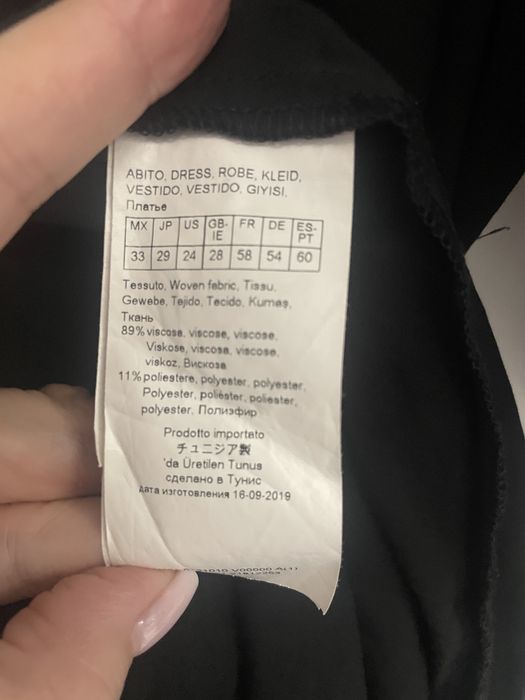 ABITO, DRESS, ROBE, KLEID,
VESTIDO, VESTIDO, GIYISI,
Платье
MX JP US GB-IE FR DE ES-PT
33 29 24 28 58 54 60
Tessuto, Woven fabric, Tissu,
Gewebe, Tejido, Tecido, Kumaş,
Ткань
89% viscosa, viscose, viscose,
Viskose, viscosa, viscose,
viskoz, Вискоза
11% poliestere, polyester, polyester,
Polyester, poliéster, poliester,
polyester, Полиэфир
Prodotto importato
チュニジア製
'da Üretilen Tunus
сделано в Тунис
Дата изготовления 16-09-2019